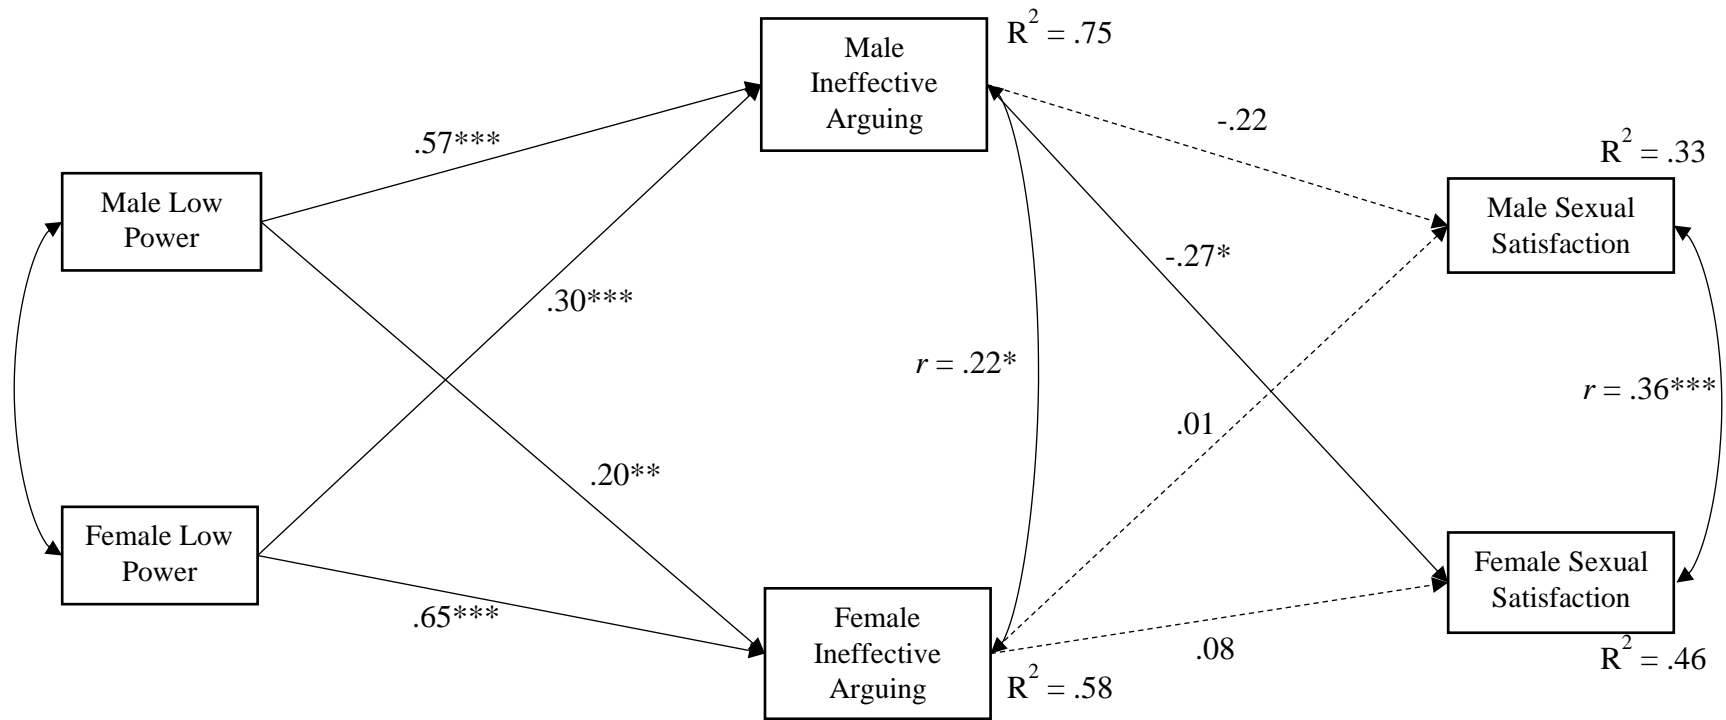 Male
Ineffective
Arguing
R² = .75
.57***
-.22
R² = .33
Male Low
Power
Male Sexual
Satisfaction
-.27*
.30***
r = .22*
r = .36***
.01
.20**
Female Low
Power
Female Sexual
Satisfaction
.65***
Female
Ineffective
Arguing
.08
R² = .46
R² = .58